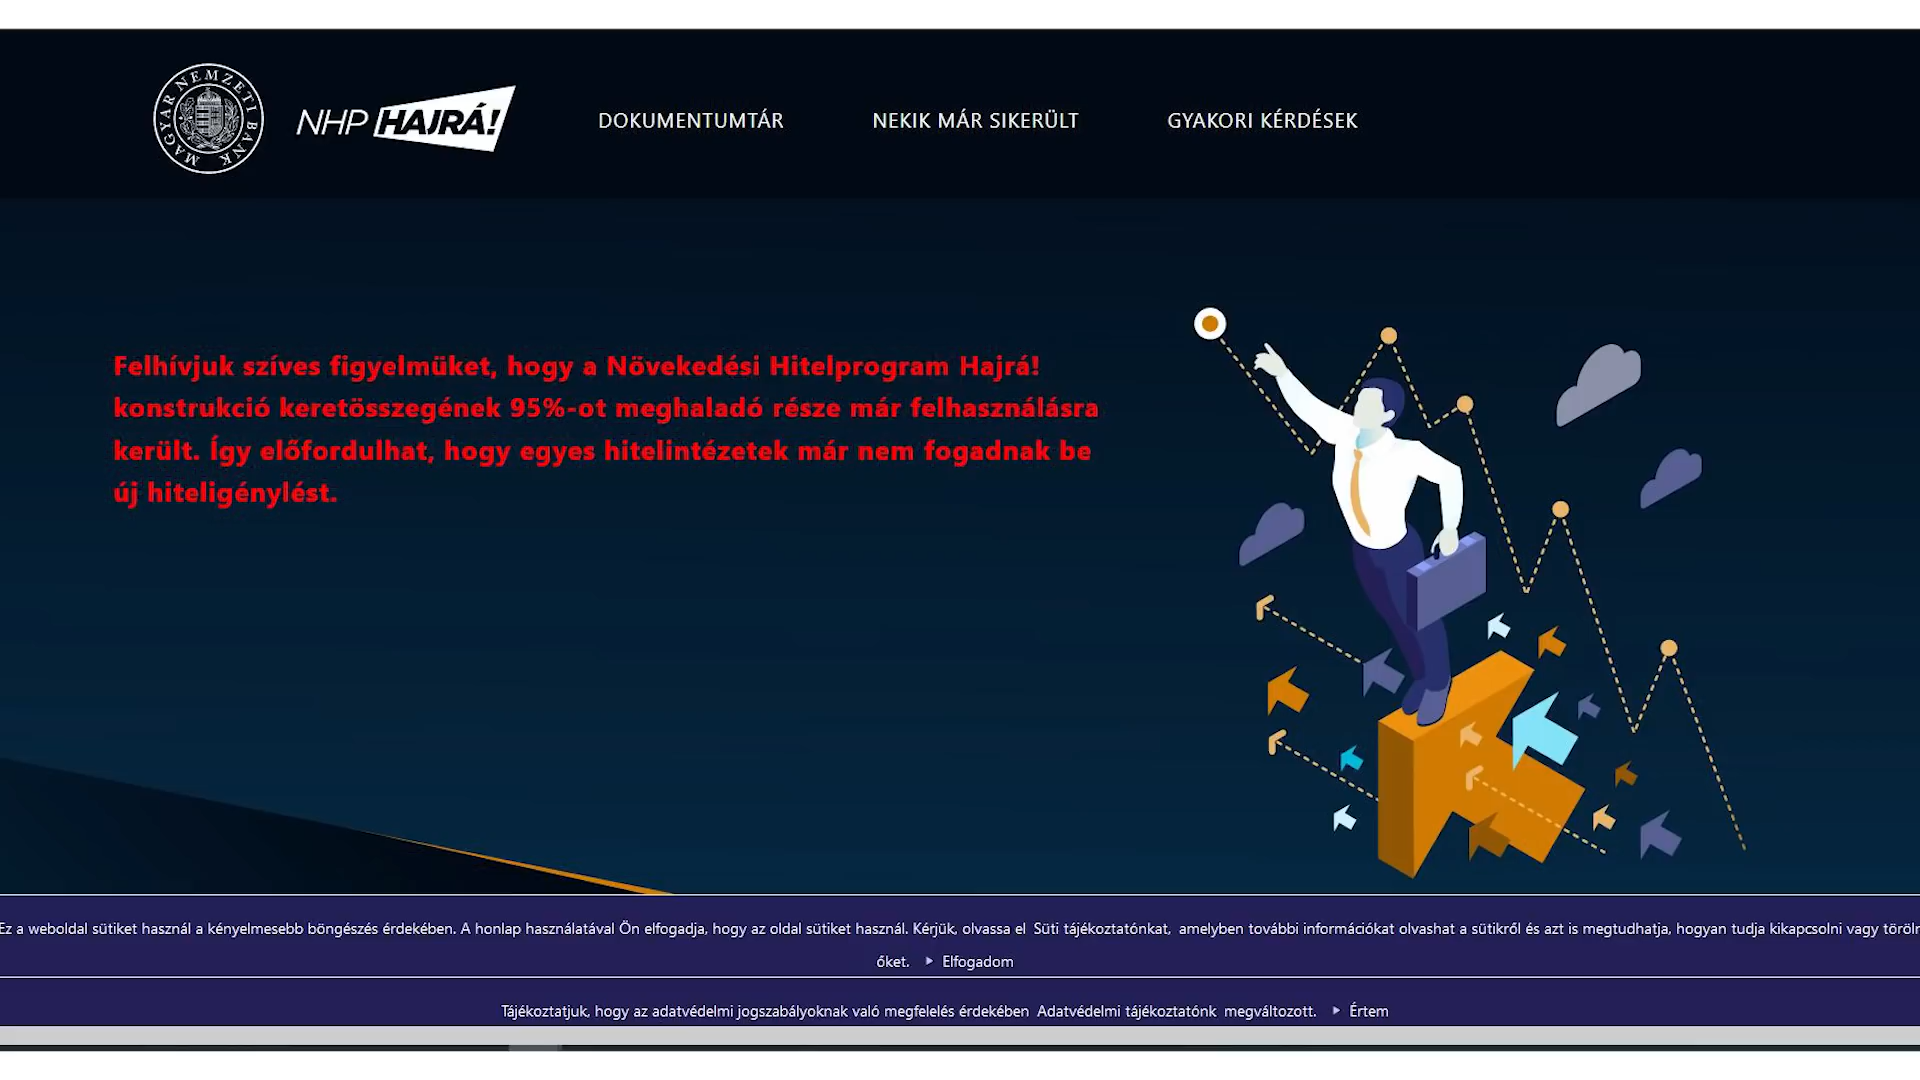 MAGYAR NEMZETI BANK
NHP HAJRÁ!
DOKUMENTUMTÁR
NEKIK MÁR SIKERÜLT
GYAKORI KÉRDÉSEK
Felhívjuk szíves figyelmüket, hogy a Növekedési Hitelprogram Hajrá!
konstrukció keretösszegének 95%-ot meghaladó része már felhasználásra
került. Így előfordulhat, hogy egyes hitelintézetek már nem fogadnak be
új hiteligénylést.
Ez a weboldal sütiket használ a kényelmesebb böngészés érdekében. A honlap használatával Ön elfogadja, hogy az oldal sütiket használ. Kérjük, olvassa el Süti tájékoztatónkat, amelyben további információkat olvashat a sütikről és azt is megtudhatja, hogyan tudja kikapcsolni vagy töröln
őket. Elfogadom
Tájékoztatjuk, hogy az adatvédelmi jogszabályoknak való megfelelés érdekében Adatvédelmi tájékoztatónk megváltozott. Értem